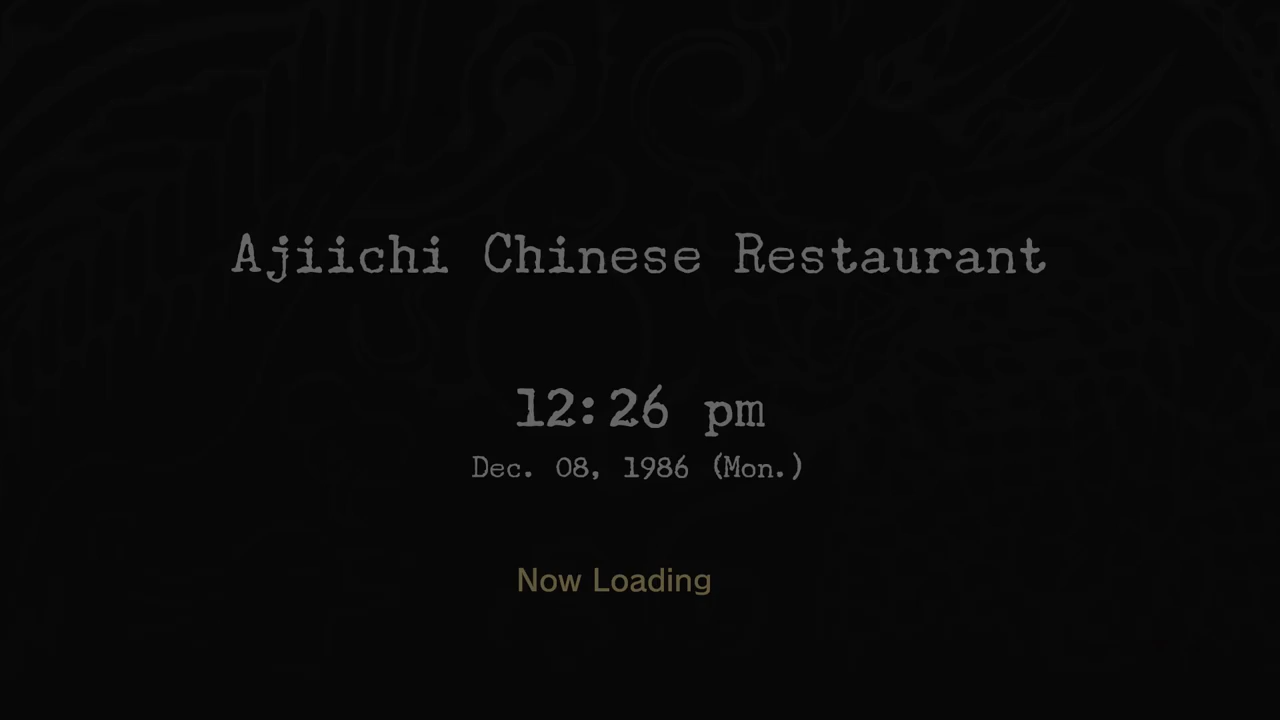 Ajiichi Chinese Restaurant
12:26 pm
Dec. 08, 1986 (Mon.)
Now Loading